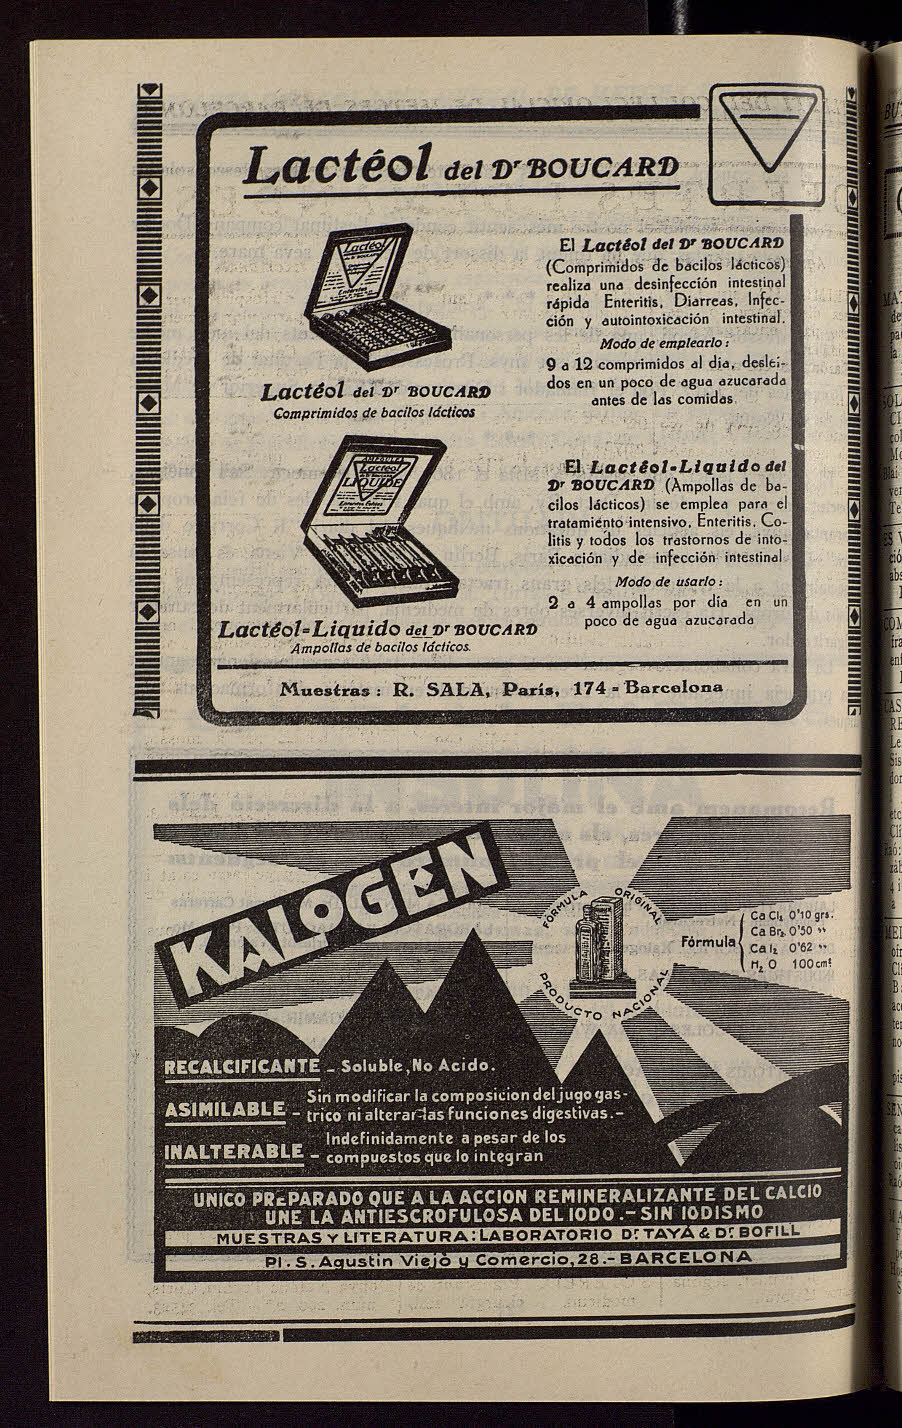 Lactéol del Dr BOUCARD
El Lactéol del Dr BOUCARD
(Comprimidos de bacilos lácticos)
realiza una desinfección intestinal
rápida Enteritis, Diarreas, Infec-
ción y autointoxicación intestinal.
Modo de emplearlo:
9 a 12 comprimidos al dia, deslei-
dos en un poco de agua azucarada
antes de las comidas.
Lactéol
Lactéol del Dr BOUCARD
Comprimidos de bacilos lácticos
El Lactéol-Liquido del
Dr BOUCARD (Ampollas de ba-
cilos lácticos) se emplea para el
tratamiento intensivo, Enteritis, Co-
litis y todos los trastornos de into-
xicación y de infección intestinal
Modo de usarlo:
2 a 4 ampollas por día en un
poco de agua azucarada
Lactéol
LIQUIDE
Lactéol-Liquido del Dr BOUCARD
Ampollas de bacilos lácticos.
Muestras: R. SALA, París, 174 - Barcelona
KALOGEN
FÓRMULA ORIGINAL
PRODUCTO NACIONAL
Fórmula
Ca Cl2 0'10 grs.
Ca Br2 0'50 "
Ca I2 0'62 "
H2 O 100 cm³
RECALCIFICANTE - Soluble, No Acido.
ASIMILABLE - Sin modificar la composicion del jugo gas-
trico ni alterar las funciones digestivas.-
INALTERABLE - Indefinidamente a pesar de los
compuestos que lo integran
UNICO PREPARADO QUE A LA ACCION REMINERALIZANTE DEL CALCIO
UNE LA ANTIESCROFULOSA DEL IODO.- SIN IODISMO
MUESTRAS Y LITERATURA: LABORATORIO Dr. TAYÁ & Dr. BOFILL
Pl. S. Agustin Viejo y Comercio, 28.- BARCELONA